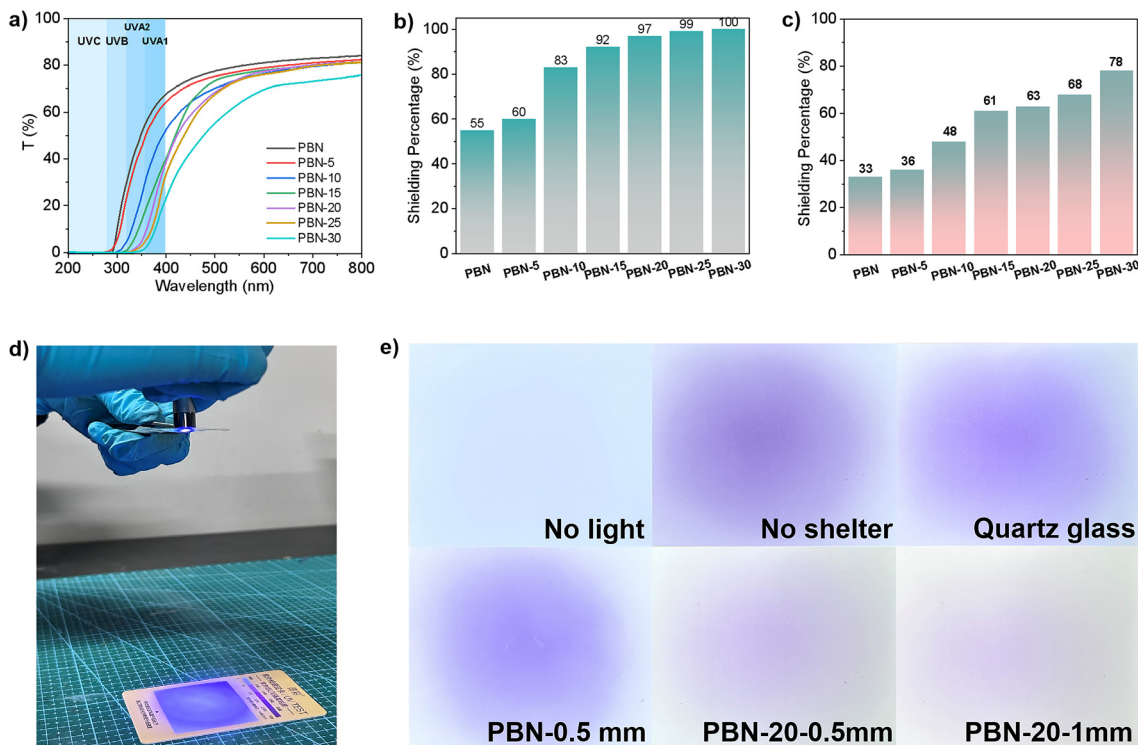 a)
100
80
60
40
20
0
T (%)
UVC
UVB
UVA2
UVA1
PBN
PBN-5
PBN-10
PBN-15
PBN-20
PBN-25
PBN-30
200 300 400 500 600 700 800
Wavelength (nm)
b)
100
80
60
40
20
0
Shielding Percentage (%)
55 60 83 92 97 99 100
PBN PBN-5 PBN-10 PBN-15 PBN-20 PBN-25 PBN-30
c)
100
80
60
40
20
0
Shielding Percentage (%)
33 36 48 61 63 68 78
PBN PBN-5 PBN-10 PBN-15 PBN-20 PBN-25 PBN-30
d)
UV TEST
e)
No light
No shelter
Quartz glass
PBN-0.5 mm
PBN-20-0.5mm
PBN-20-1mm